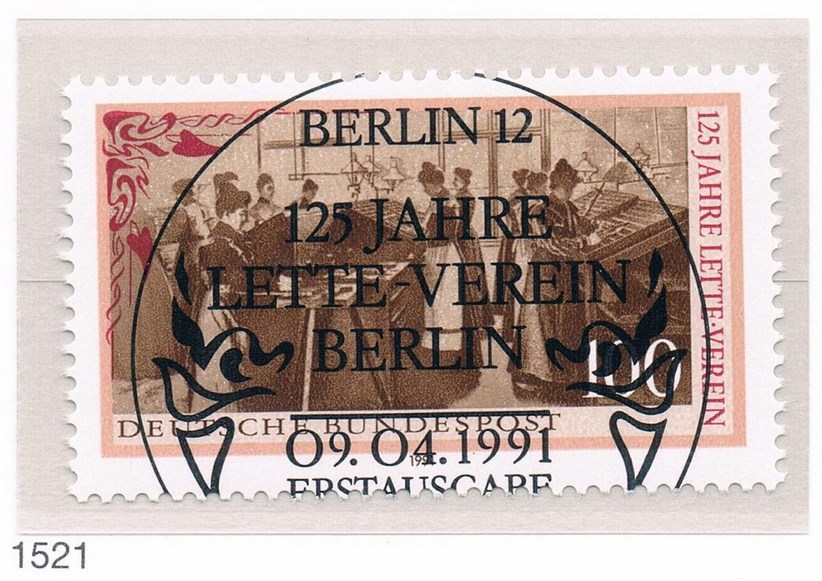 BERLIN 12
125 JAHRE
LETTE-VEREIN
BERLIN
09.04.1991
ERSTAUSGABE
125 JAHRE LETTE-VEREIN
100
DEUTSCHE BUNDESPOST
1991
1521